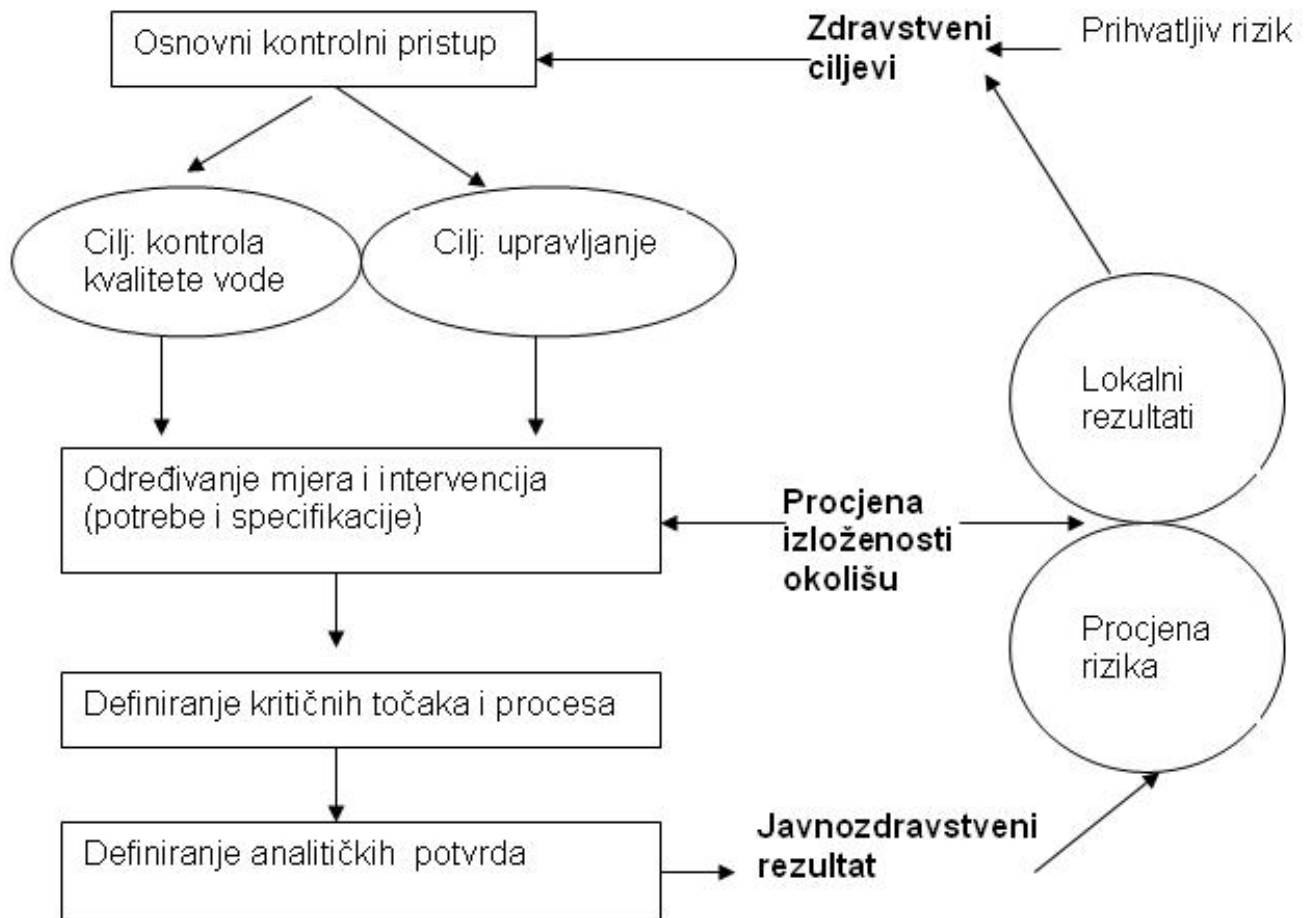 Osnovni kontrolni pristup
Zdravstveni
ciljevi
Prihvatljiv rizik
Cilj: kontrola
kvalitete vode
Cilj: upravljanje
Lokalni
rezultati
Određivanje mjera i intervencija
(potrebe i specifikacije)
Procjena
izloženosti
okolišu
Procjena
rizika
Definiranje kritičnih točaka i procesa
Definiranje analitičkih potvrda
Javnozdravstveni
rezultat